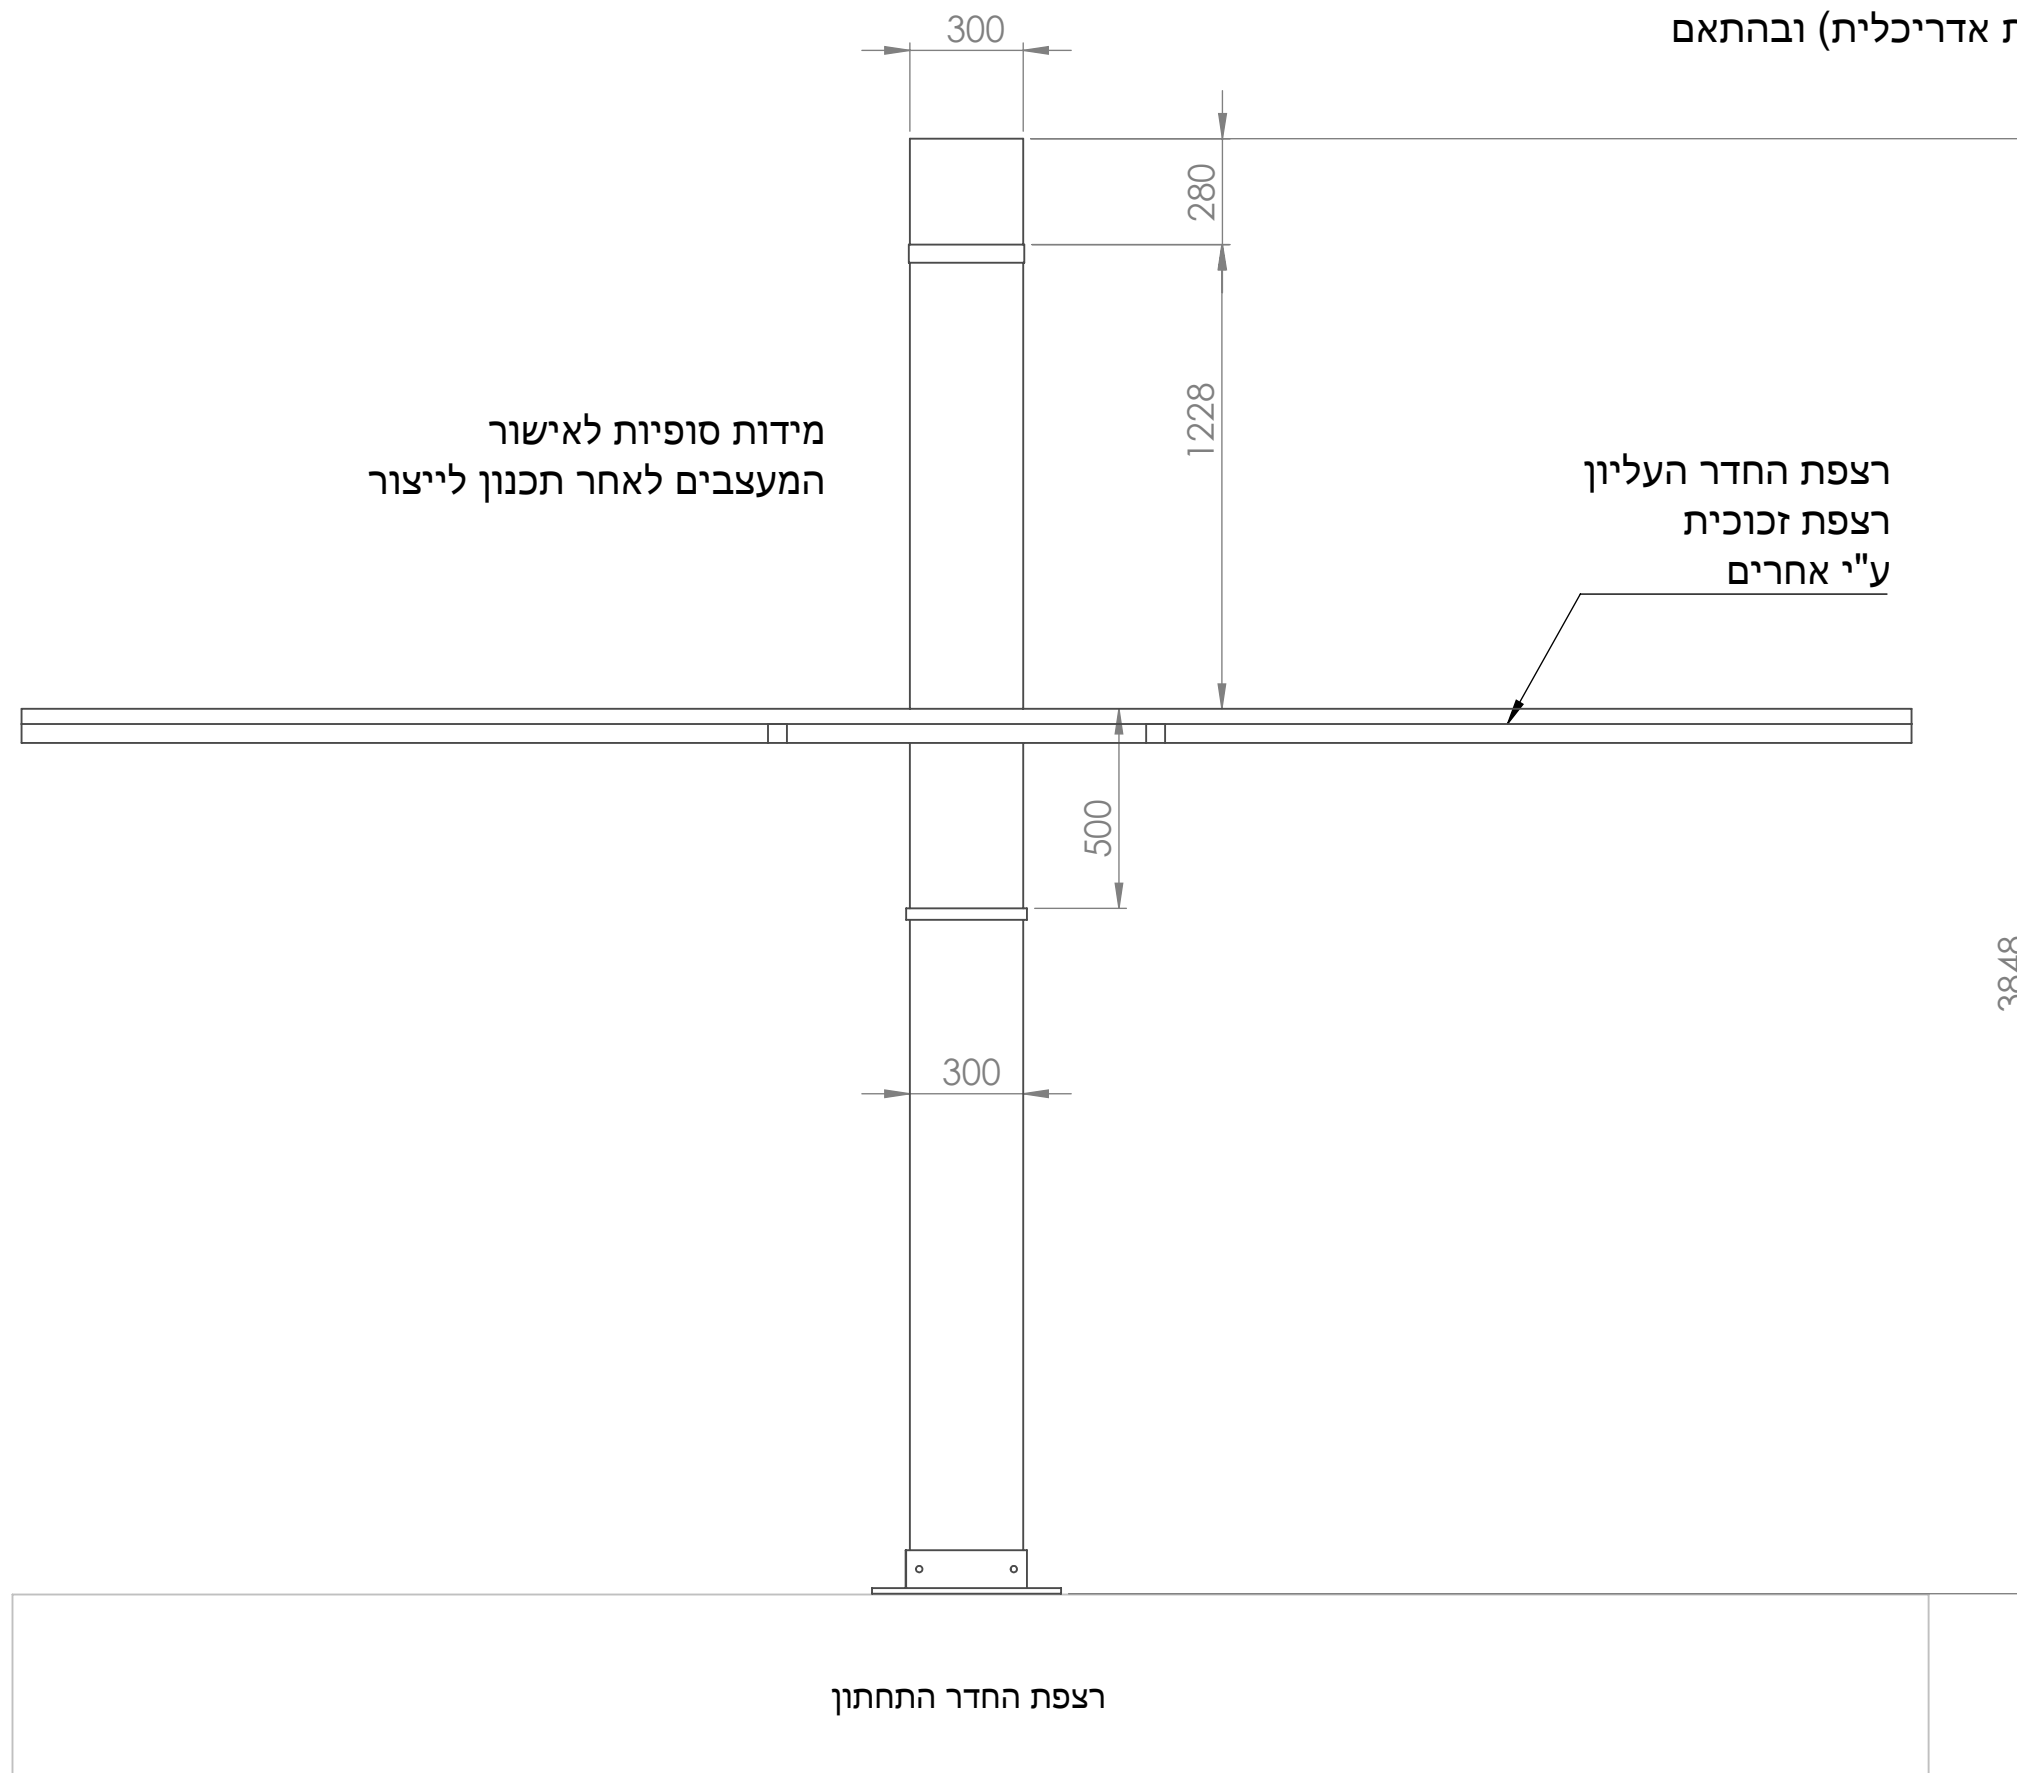 אדריכלית) ובהתאם
300
280
1228
מידות סופיות לאישור
המעצבים לאחר תכנון לייצור
רצפת החדר העליון
רצפת זכוכית
ע"י אחרים
500
3848
300
רצפת החדר התחתון